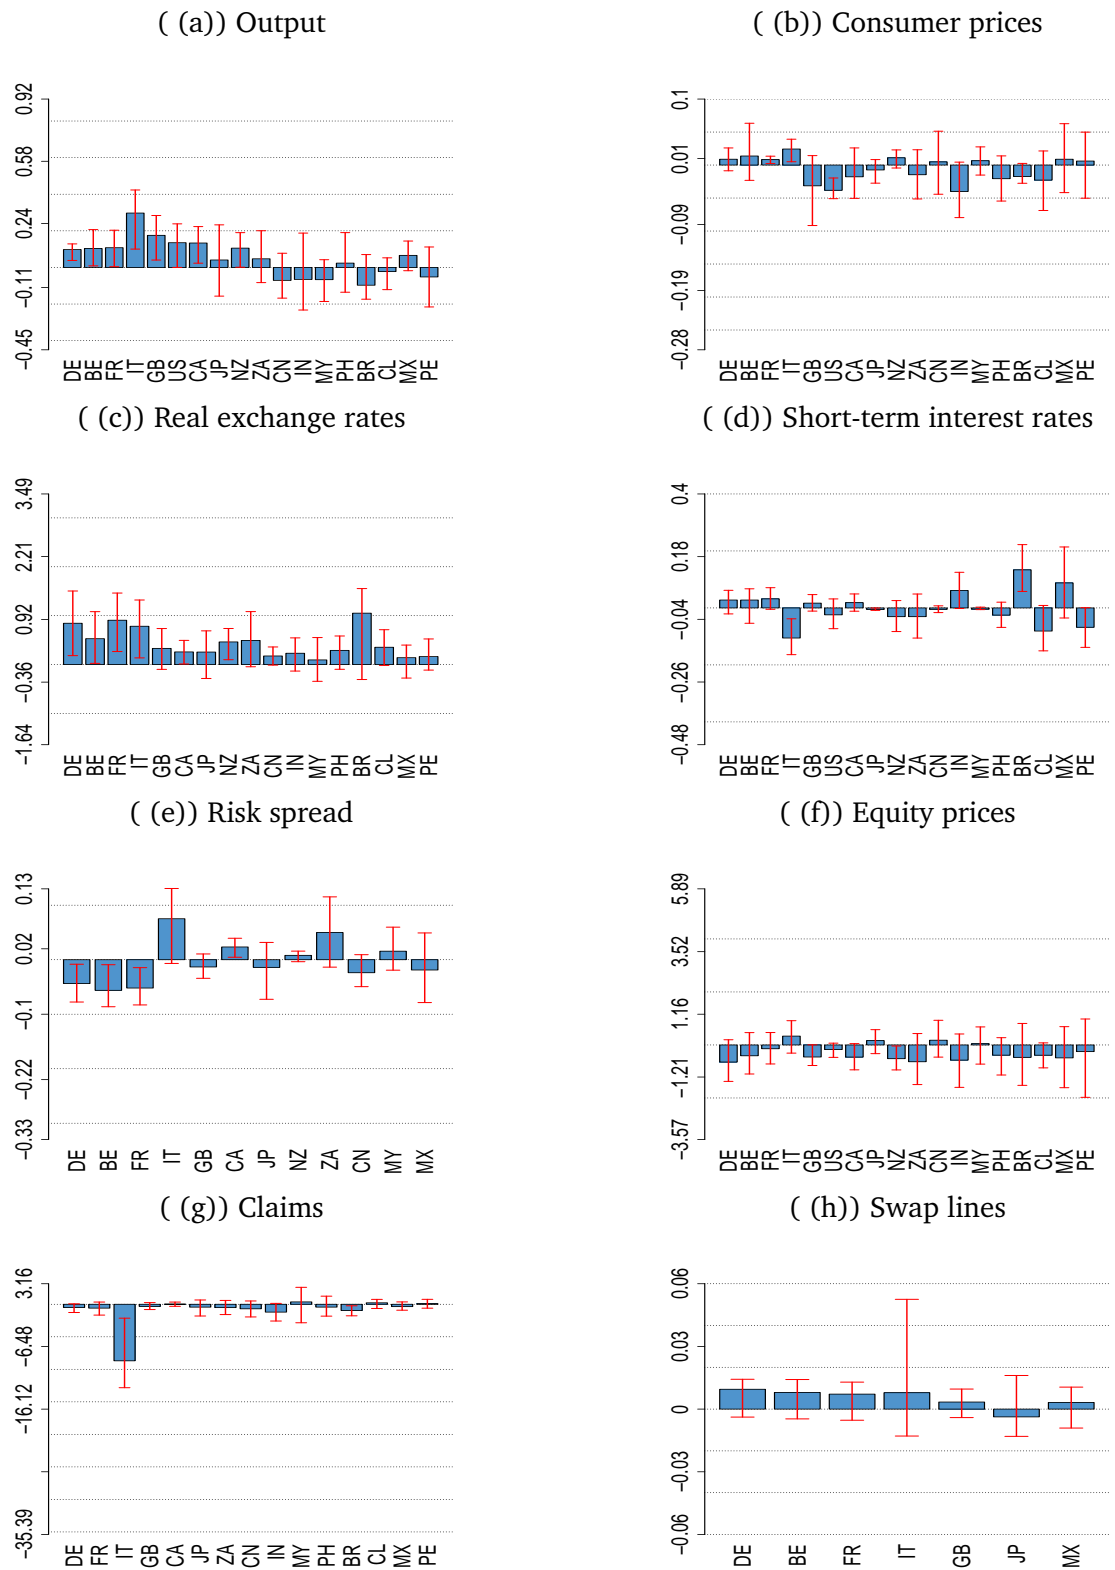 ( (a)) Output
0.92
0.58
0.24
−0.11
−0.45
DE BE FR IT GB US CA JP NZ ZA CN IN MY PH BR CL MX PE
( (b)) Consumer prices
0.1
0.01
−0.09
−0.19
−0.28
DE BE FR IT GB US CA JP NZ ZA CN IN MY PH BR CL MX PE
( (c)) Real exchange rates
3.49
2.21
0.92
−0.36
−1.64
DE BE FR IT GB CA JP NZ ZA CN IN MY PH BR CL MX PE
( (d)) Short-term interest rates
0.4
0.18
−0.04
−0.26
−0.48
DE BE FR IT GB US CA JP NZ ZA CN IN MY PH BR CL MX PE
( (e)) Risk spread
0.13
0.02
−0.1
−0.22
−0.33
DE BE FR IT GB CA JP NZ ZA CN MY MX
( (f)) Equity prices
5.89
3.52
1.16
−1.21
−3.57
DE BE FR IT GB US CA JP NZ ZA CN IN MY PH BR CL MX PE
( (g)) Claims
3.16
−6.48
−16.12
−35.39
DE FR IT GB CA JP ZA CN IN MY PH BR CL MX PE
( (h)) Swap lines
0.06
0.03
0
−0.03
−0.06
DE BE FR IT GB JP MX